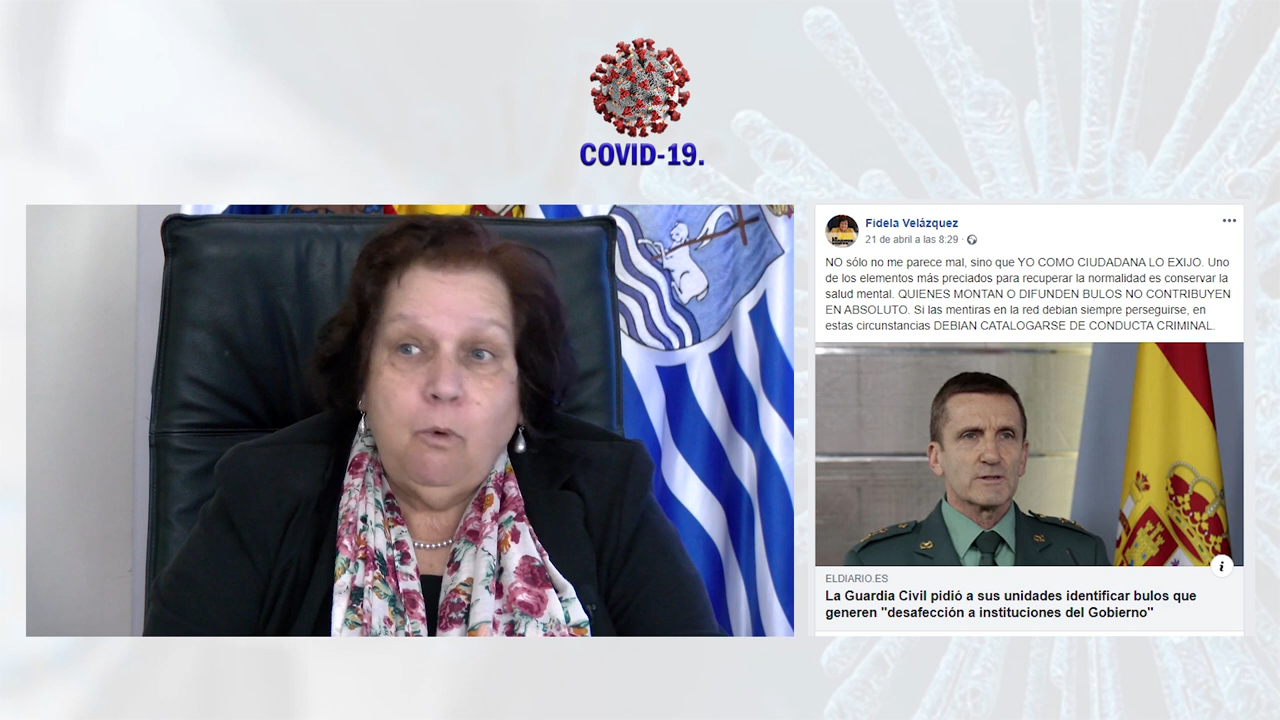 COVID-19.
Fidela Velázquez
21 de abril a las 8:29 ·
NO sólo no me parece mal, sino que YO COMO CIUDADANA LO EXIJO. Uno
de los elementos más preciados para recuperar la normalidad es conservar la
salud mental. QUIENES MONTAN O DIFUNDEN BULOS NO CONTRIBUYEN
EN ABSOLUTO. Si las mentiras en la red debian siempre perseguirse, en
estas circunstancias DEBIAN CATALOGARSE DE CONDUCTA CRIMINAL.
i
ELDIARIO.ES
La Guardia Civil pidió a sus unidades identificar bulos que
generen "desafección a instituciones del Gobierno"